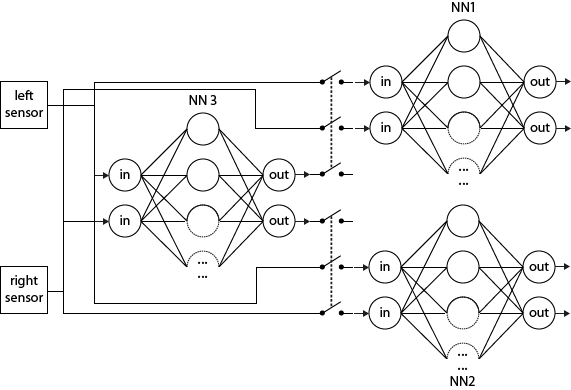 NN1
in
out
left
sensor
NN 3
in
out
...
...
in
out
in
out
...
...
right
sensor
in
out
in
out
...
...
NN2